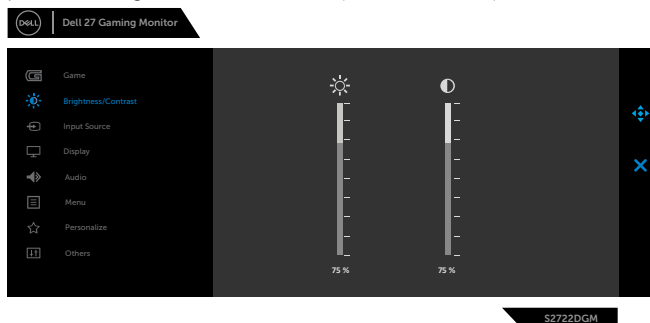 DELL
Dell 27 Gaming Monitor
Game
Brightness/Contrast
Input Source
Display
Audio
Menu
Personalize
Others
75 %
75 %
S2722DGM